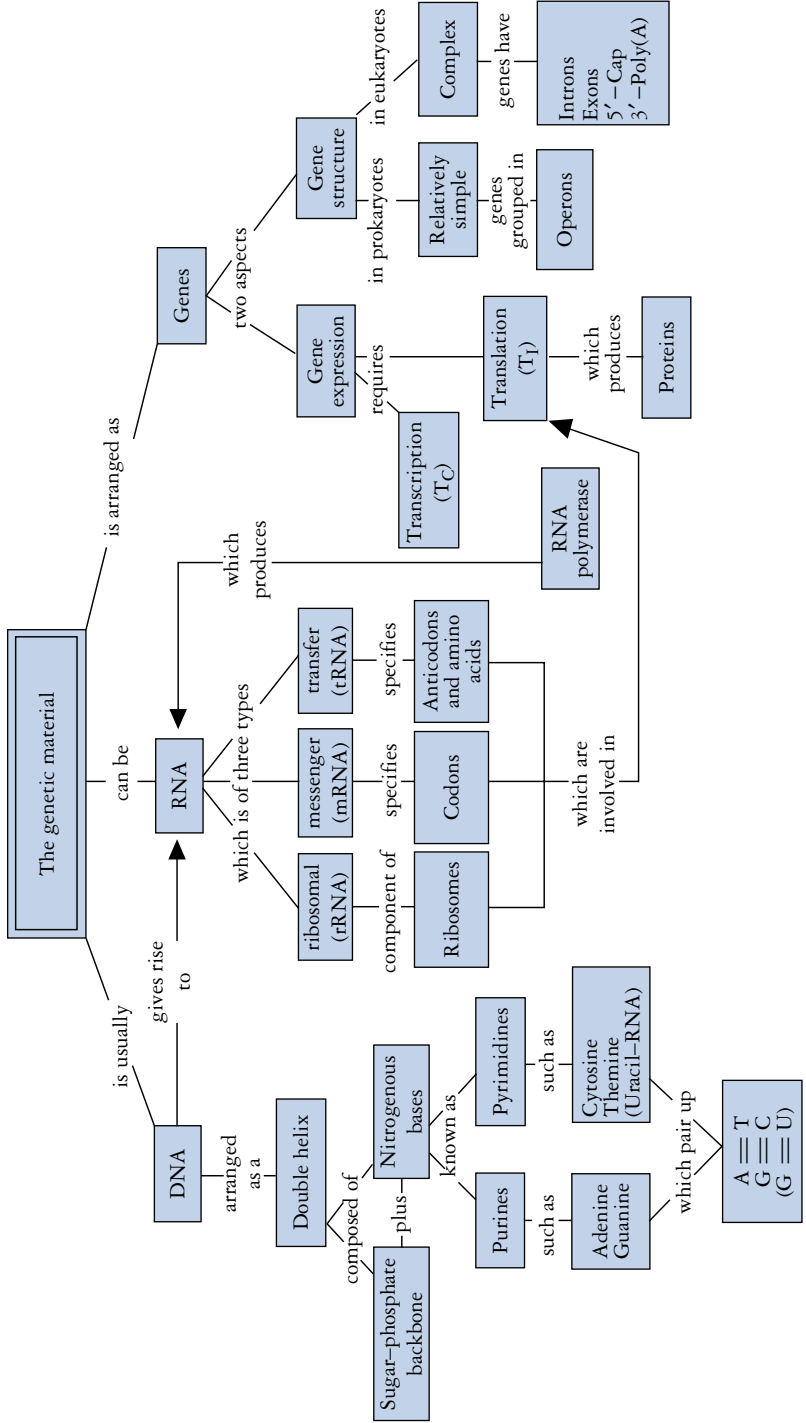 The genetic material
is usually
can be
is arranged as
DNA
gives rise
to
RNA
which
produces
Genes
arranged
as a
which is of three types
two aspects
Double helix
ribosomal
(rRNA)
messenger
(mRNA)
transfer
(tRNA)
Gene
expression
Gene
structure
composed of
component of
specifies
specifies
requires
in prokaryotes
in eukaryotes
Sugar–phosphate
backbone
plus
Nitrogenous
bases
Ribosomes
Codons
Anticodons
and amino
acids
Transcription
(TC)
Relatively
simple
Complex
known as
genes
grouped in
genes have
Purines
Pyrimidines
Translation
(TI)
such as
such as
which are
involved in
RNA
polymerase
which
produces
Operons
Introns
Exons
5′–Cap
3′–Poly(A)
Adenine
Guanine
Cytosine
Themine
(Uracil–RNA)
Proteins
which pair up
A = T
G ≡ C
(G = U)